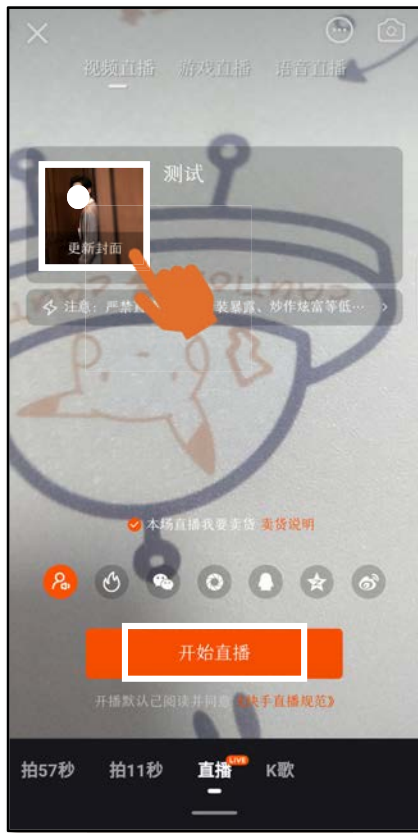 视频直播 游戏直播 语音直播
测试
更新封面
注意：严禁 装暴露、炒作炫富等低…
本场直播我要卖货 卖货说明
开始直播
开播默认已阅读并同意《快手直播规范》
拍57秒 拍11秒 直播 LIVE K歌